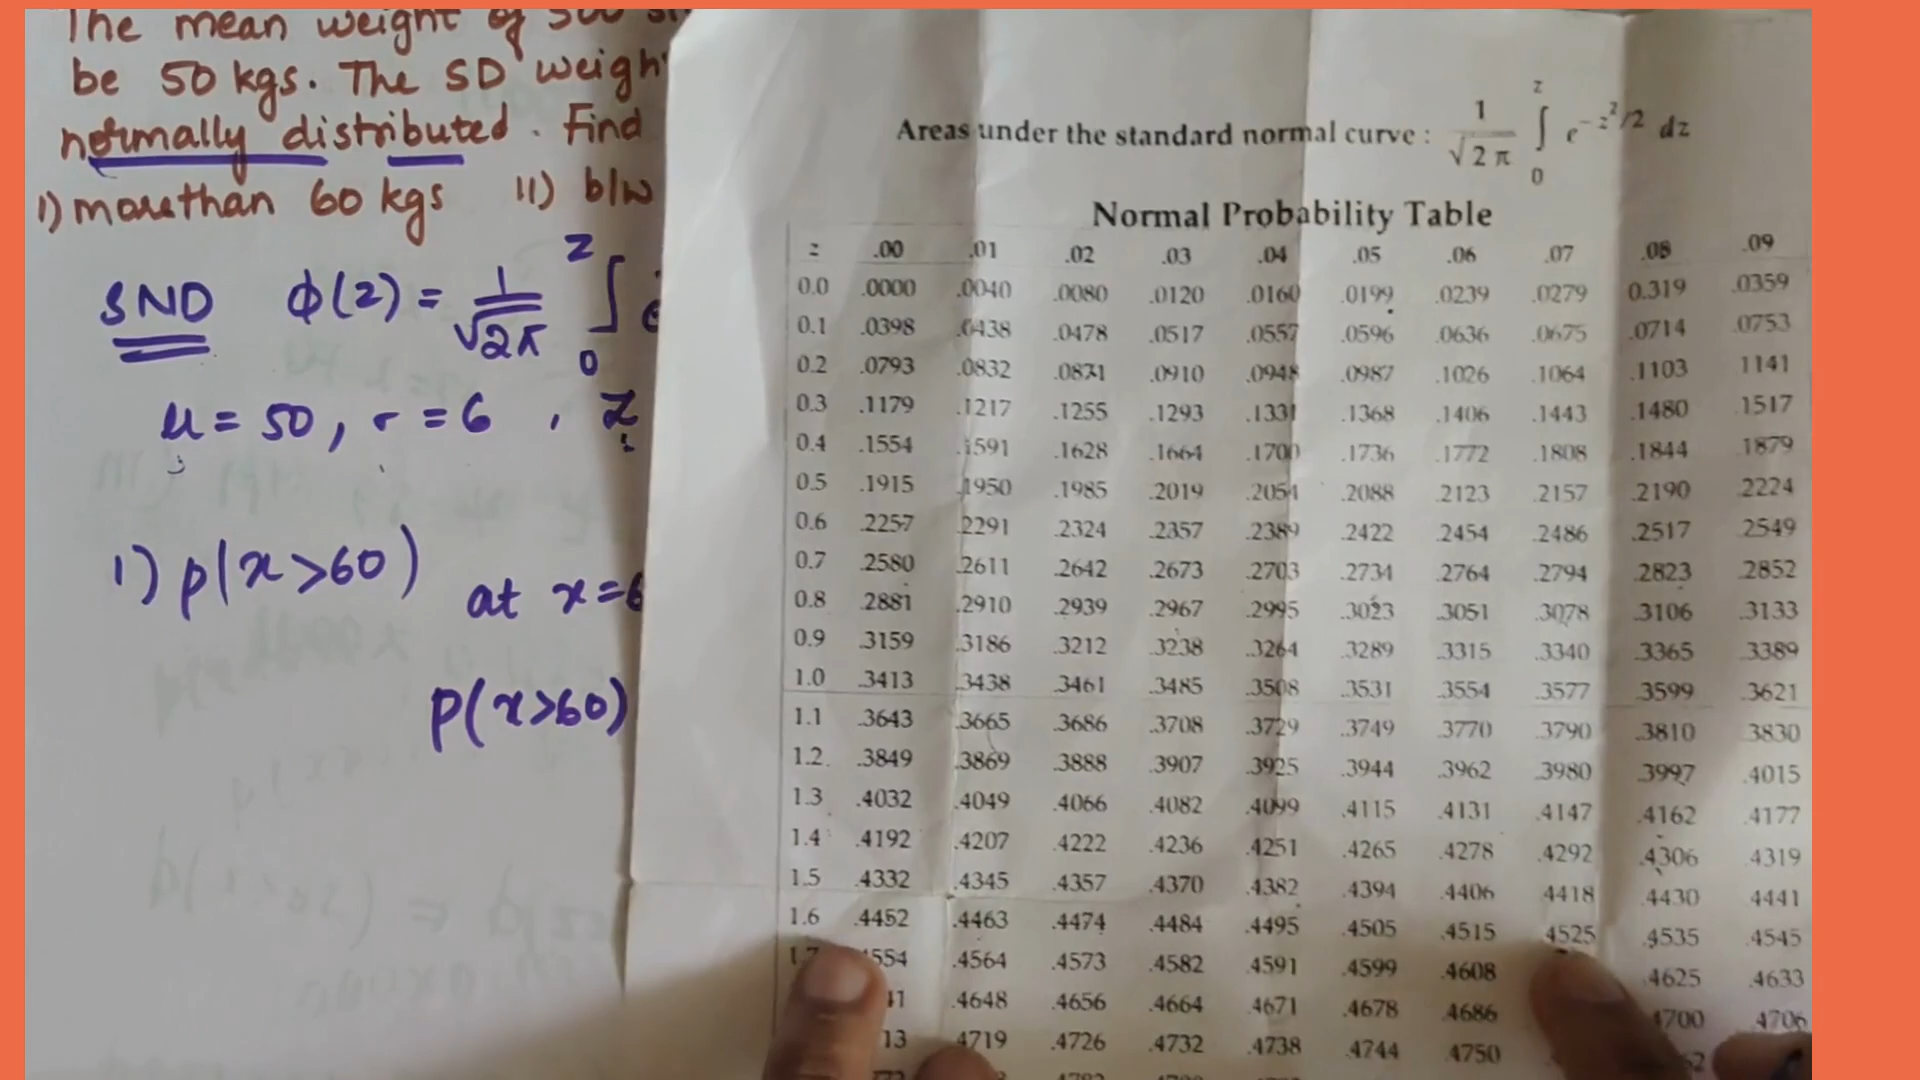 The mean weight of 500
be 50 kgs. The SD weigh
normally distributed. Find
1) more than 60 kgs II) b/w
SND ϕ(z) = 1/√2π ∫ 0 z e
μ = 50, σ = 6 , Z
1) p(x>60) at x=6
p(x>60)
Areas under the standard normal curve : 1/√2π ∫ 0 z e -z²/2 dz
Normal Probability Table
z .00 .01 .02 .03 .04 .05 .06 .07 .08 .09
0.0 .0000 .0040 .0080 .0120 .0160 .0199 .0239 .0279 0.319 .0359
0.1 .0398 .0438 .0478 .0517 .0557 .0596 .0636 .0675 .0714 .0753
0.2 .0793 .0832 .0871 .0910 .0948 .0987 .1026 .1064 .1103 1141
0.3 .1179 .1217 .1255 .1293 .1331 .1368 .1406 .1443 .1480 .1517
0.4 .1554 .1591 .1628 .1664 .1700 .1736 .1772 .1808 .1844 .1879
0.5 .1915 .1950 .1985 .2019 .2054 .2088 .2123 .2157 .2190 .2224
0.6 .2257 .2291 .2324 .2357 .2389 .2422 .2454 .2486 .2517 .2549
0.7 .2580 .2611 .2642 .2673 .2703 .2734 .2764 .2794 .2823 .2852
0.8 .2881 .2910 .2939 .2967 .2995 .3023 .3051 .3078 .3106 .3133
0.9 .3159 .3186 .3212 .3238 .3264 .3289 .3315 .3340 .3365 .3389
1.0 .3413 .3438 .3461 .3485 .3508 .3531 .3554 .3577 .3599 .3621
1.1 .3643 .3665 .3686 .3708 .3729 .3749 .3770 .3790 .3810 .3830
1.2. .3849 .3869 .3888 .3907 .3925 .3944 .3962 .3980 .3997 .4015
1.3 .4032 .4049 .4066 .4082 .4099 .4115 .4131 .4147 .4162 .4177
1.4 .4192 .4207 .4222 .4236 .4251 .4265 .4278 .4292 .4306 .4319
1.5 .4332 .4345 .4357 .4370 .4382 .4394 .4406 4418 .4430 .4441
1.6 .4452 .4463 .4474 .4484 .4495 .4505 .4515 .4525 .4535 .4545
1.7 554 .4564 .4573 .4582 .4591 .4599 .4608 .4625 .4633
41 .4648 .4656 .4664 .4671 .4678 .4686 4700 .4706
13 .4719 .4726 .4732 .4738 .4744 .4750